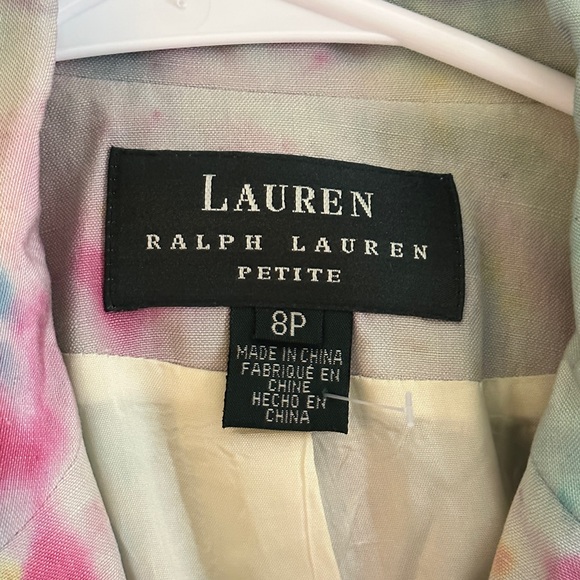 LAUREN
RALPH LAUREN
PETITE
8P
MADE IN CHINA
FABRIQUÉ EN
CHINE
HECHO EN
CHINA